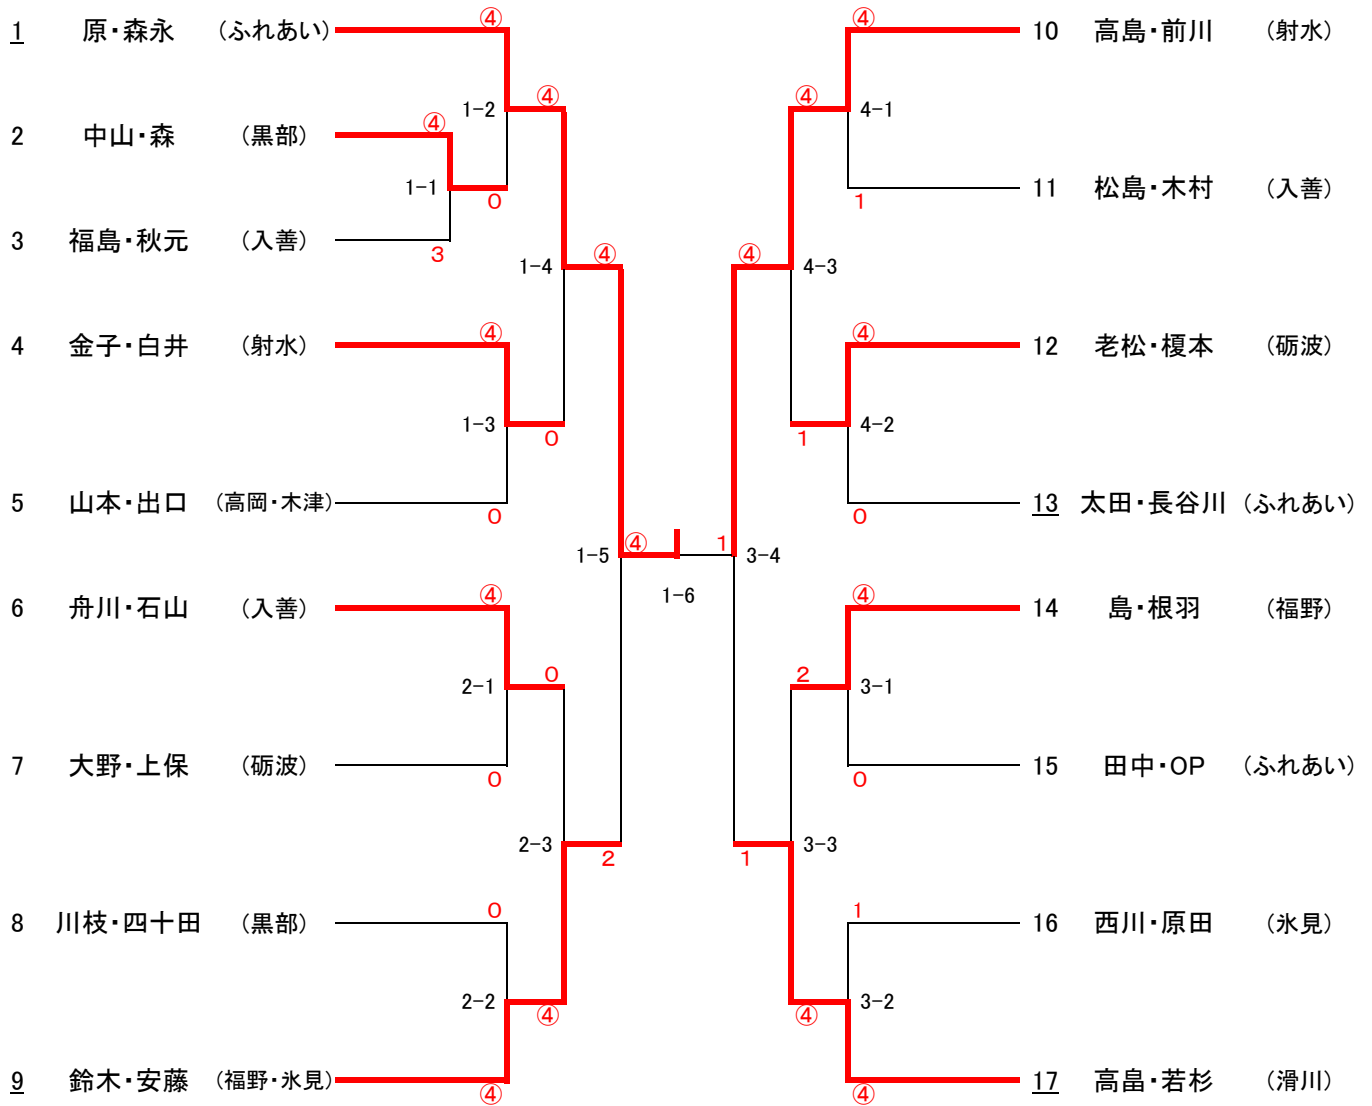 1 原・森永 (ふれあい) ④ ④ 10 高島・前川 (射水)
1-2 ④ ④ 4-1
2 中山・森 (黒部) ④
1-1 0 1 11 松島・木村 (入善)
3 福島・秋元 (入善) 3
1-4 ④ ④ 4-3
4 金子・白井 (射水) ④ ④ 12 老松・榎本 (砺波)
1-3 0 1 4-2
5 山本・出口 (高岡・木津) 0 0 13 太田・長谷川 (ふれあい)
1-5 ④ 1 3-4
1-6
6 舟川・石山 (入善) ④ ④ 14 島・根羽 (福野)
2-1 0 2 3-1
7 大野・上保 (砺波) 0 0 15 田中・OP (ふれあい)
2-3 2 1 3-3
8 川枝・四十田 (黒部) 0 1 16 西川・原田 (氷見)
2-2 ④ ④ 3-2
9 鈴木・安藤 (福野・氷見) ④ ④ 17 高畠・若杉 (滑川)